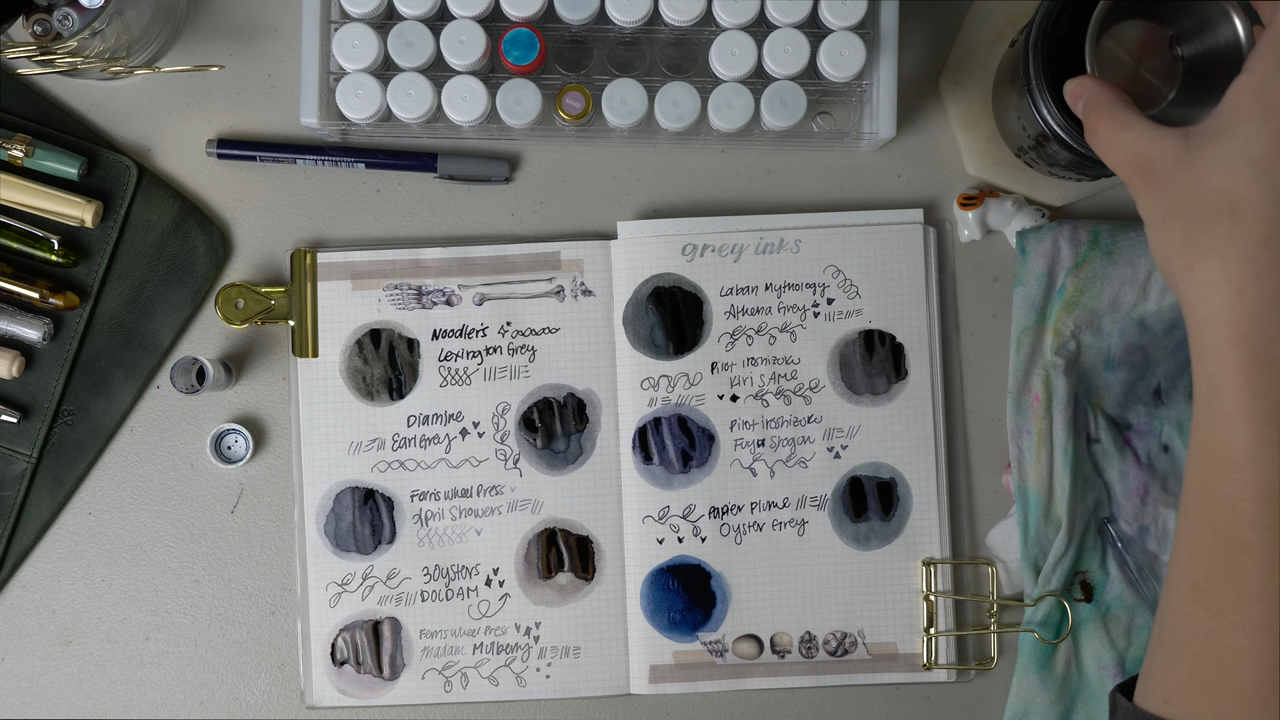 Noodler's
Lexington Grey
Diamine
Earl Grey
Ferris Wheel Press
April Showers
3Oysters
DOLDAM
Ferris Wheel Press
Madam Mulberry
grey inks
Laban Mythology
Athena Grey
Pilot Iroshizuku
Kiri SAME
Pilot Iroshizuku
Fuyu Shogun
Papier Plume
Oyster Grey